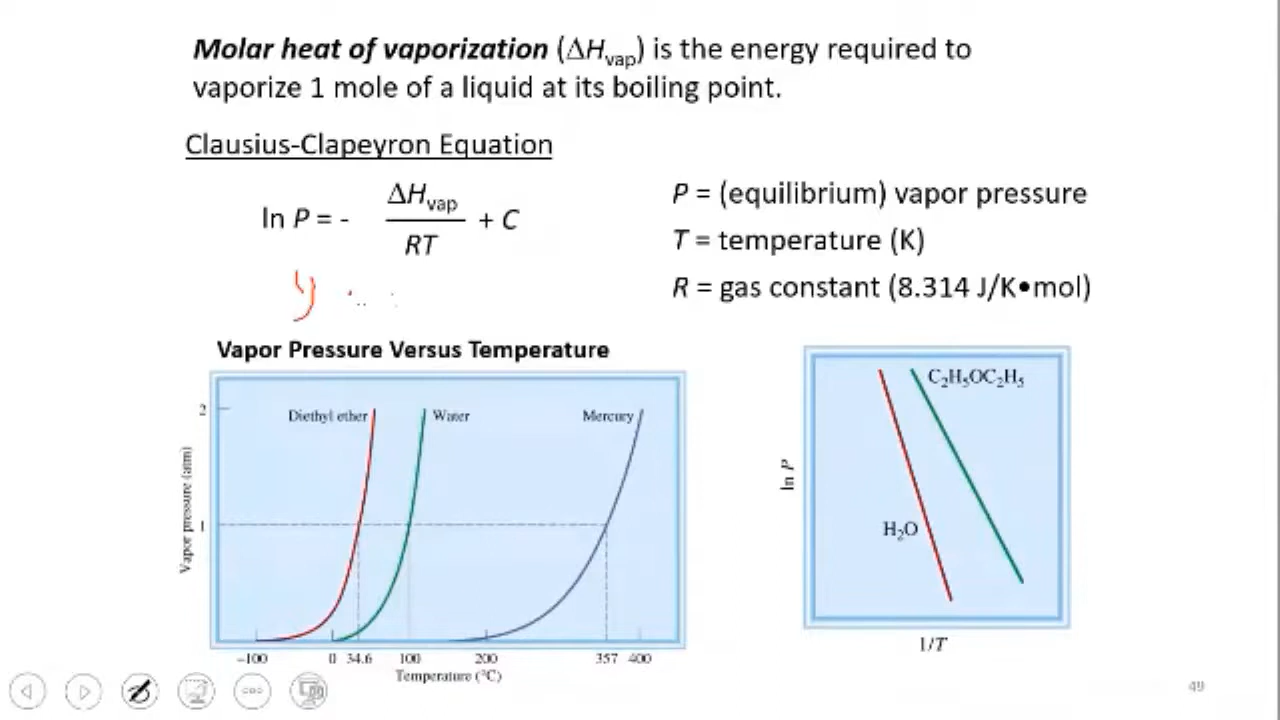 Molar heat of vaporization (ΔHvap) is the energy required to
vaporize 1 mole of a liquid at its boiling point.
Clausius-Clapeyron Equation
ln P = - ΔHvap / RT + C
P = (equilibrium) vapor pressure
T = temperature (K)
R = gas constant (8.314 J/K•mol)
y
Vapor Pressure Versus Temperature
2
Diethyl ether
Water
Mercury
Vapor pressure (atm)
1
-100 0 34.6 100 200 357 400
Temperature (°C)
C2H5OC2H5
ln P
H2O
1/T
49